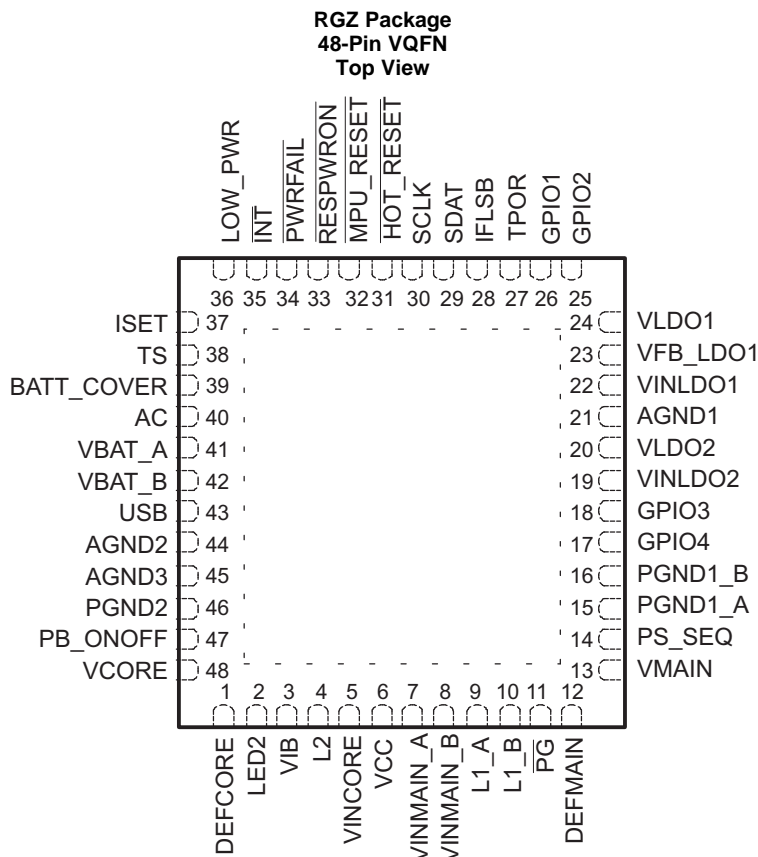 RGZ Package
48-Pin VQFN
Top View
LOW_PWR
INT
PWRFAIL
RESPWRON
MPU_RESET
HOT_RESET
SCLK
SDAT
IFLSB
TPOR
GPIO1
GPIO2
36 35 34 33 32 31 30 29 28 27 26 25
ISET 37 24 VLDO1
TS 38 23 VFB_LDO1
BATT_COVER 39 22 VINLDO1
AC 40 21 AGND1
VBAT_A 41 20 VLDO2
VBAT_B 42 19 VINLDO2
USB 43 18 GPIO3
AGND2 44 17 GPIO4
AGND3 45 16 PGND1_B
PGND2 46 15 PGND1_A
PB_ONOFF 47 14 PS_SEQ
VCORE 48 13 VMAIN
1 2 3 4 5 6 7 8 9 10 11 12
DEFCORE
LED2
VIB
L2
VINCORE
VCC
VINMAIN_A
VINMAIN_B
L1_A
L1_B
PG
DEFMAIN